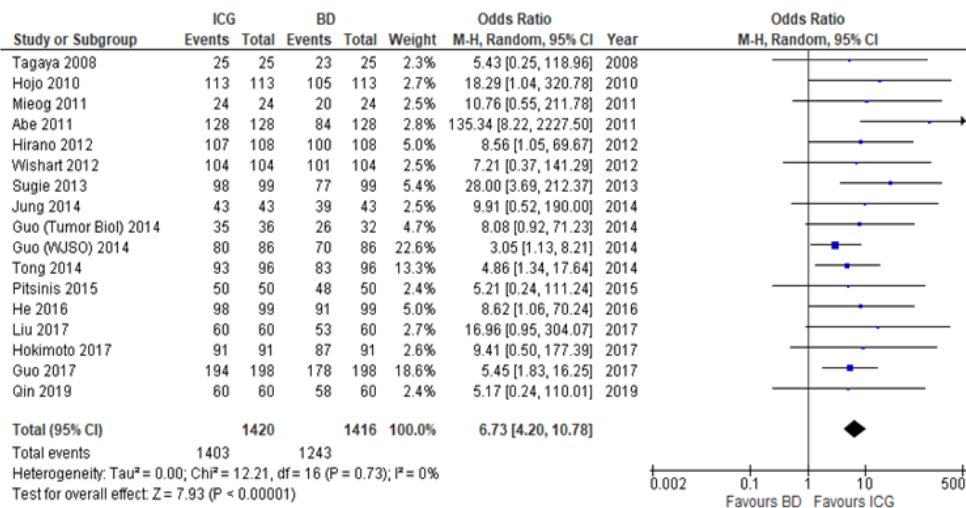 ICG BD Odds Ratio Odds Ratio
Study or Subgroup Events Total Events Total Weight M-H, Random, 95% CI Year M-H, Random, 95% CI
Tagaya 2008 25 25 23 25 2.3% 5.43 [0.25, 118.96] 2008
Hojo 2010 113 113 105 113 2.7% 18.29 [1.04, 320.78] 2010
Mieog 2011 24 24 20 24 2.4% 10.76 [0.55, 211.78] 2011
Abe 2011 128 128 84 128 2.8% 135.34 [8.22, 2227.50] 2011
Hirano 2012 107 108 100 108 5.0% 8.56 [1.05, 69.67] 2012
Wishart 2012 104 104 101 104 2.5% 7.21 [0.37, 141.29] 2012
Sugie 2013 98 99 77 99 5.4% 28.00 [3.69, 212.37] 2013
Jung 2014 43 43 39 43 2.5% 9.91 [0.52, 190.00] 2014
Guo (Tumor Biol) 2014 35 36 26 32 4.7% 8.08 [0.92, 71.23] 2014
Guo (WJSO) 2014 80 86 70 86 22.6% 3.05 [1.13, 8.21] 2014
Tong 2014 93 96 83 96 13.3% 4.86 [1.34, 17.64] 2014
Pitsinis 2015 50 50 48 50 2.4% 5.21 [0.24, 111.24] 2015
He 2016 98 99 91 99 5.0% 8.62 [1.06, 70.24] 2016
Liu 2017 60 60 53 60 2.7% 16.96 [0.95, 304.07] 2017
Hokimoto 2017 91 91 87 91 2.6% 9.41 [0.50, 177.39] 2017
Guo 2017 194 198 178 198 18.6% 5.45 [1.83, 16.25] 2017
Qin 2019 60 60 58 60 2.4% 5.17 [0.24, 110.01] 2019
Total (95% CI) 1420 1416 100.0% 6.73 [4.20, 10.78]
Total events 1403 1243
Heterogeneity: Tau² = 0.00; Chi² = 12.21, df = 16 (P = 0.73); I² = 0%
Test for overall effect: Z = 7.93 (P < 0.00001)
0.002 0.1 1 10 500
Favours BD Favours ICG